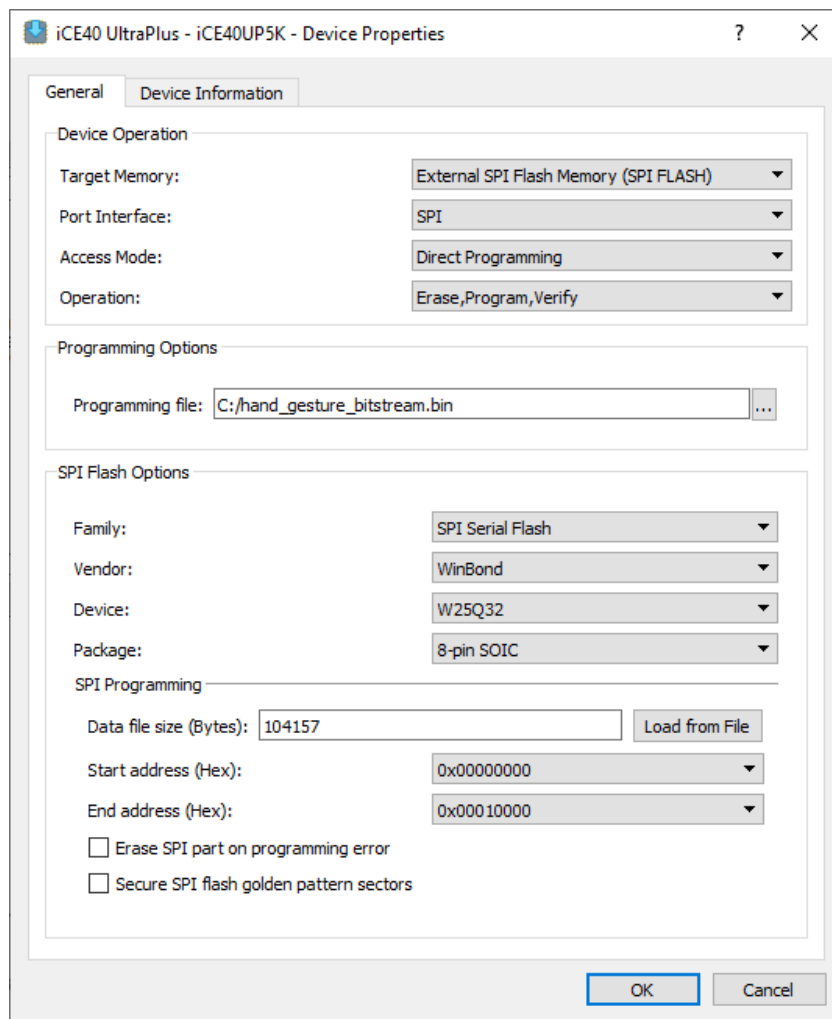 iCE40 UltraPlus - iCE40UP5K - Device Properties ?
General Device Information
Device Operation
Target Memory: External SPI Flash Memory (SPI FLASH)
Port Interface: SPI
Access Mode: Direct Programming
Operation: Erase,Program,Verify
Programming Options
Programming file: C:/hand_gesture_bitstream.bin ...
SPI Flash Options
Family: SPI Serial Flash
Vendor: WinBond
Device: W25Q32
Package: 8-pin SOIC
SPI Programming
Data file size (Bytes): 104157 Load from File
Start address (Hex): 0x00000000
End address (Hex): 0x00010000
Erase SPI part on programming error
Secure SPI flash golden pattern sectors
OK Cancel